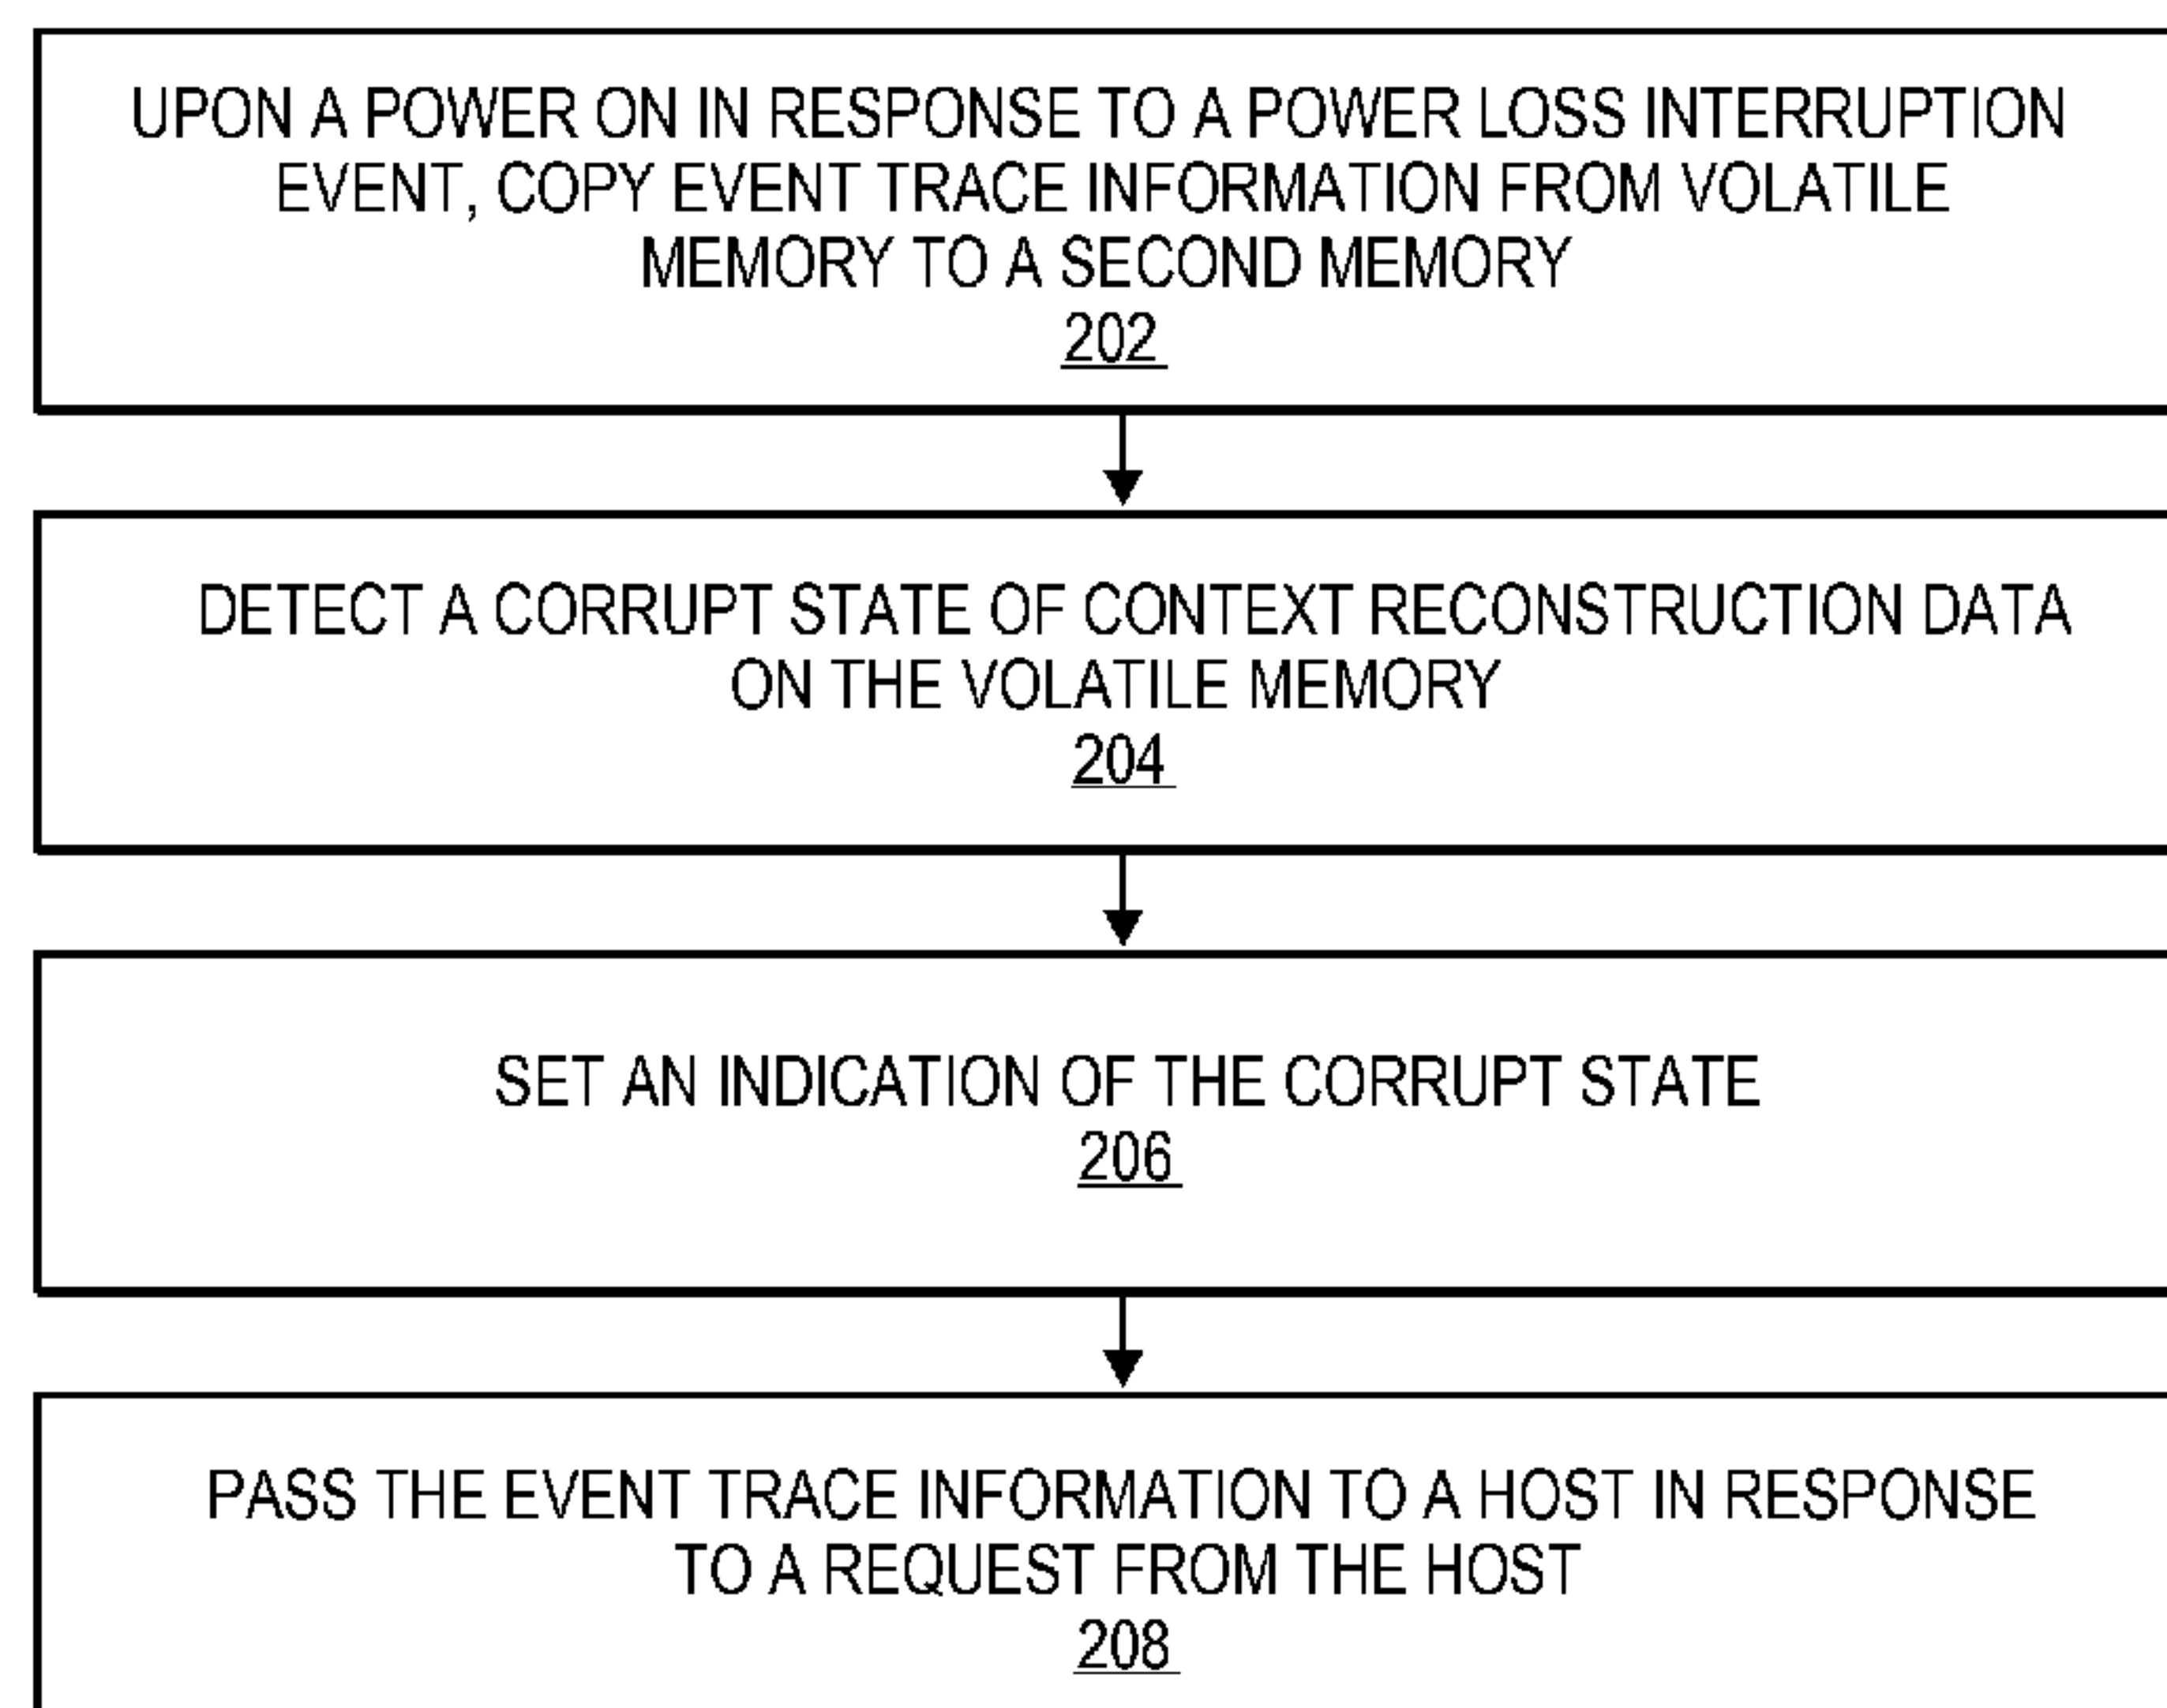 UPON A POWER ON IN RESPONSE TO A POWER LOSS INTERRUPTION
EVENT, COPY EVENT TRACE INFORMATION FROM VOLATILE
MEMORY TO A SECOND MEMORY
202
DETECT A CORRUPT STATE OF CONTEXT RECONSTRUCTION DATA
ON THE VOLATILE MEMORY
204
SET AN INDICATION OF THE CORRUPT STATE
206
PASS THE EVENT TRACE INFORMATION TO A HOST IN RESPONSE
TO A REQUEST FROM THE HOST
208